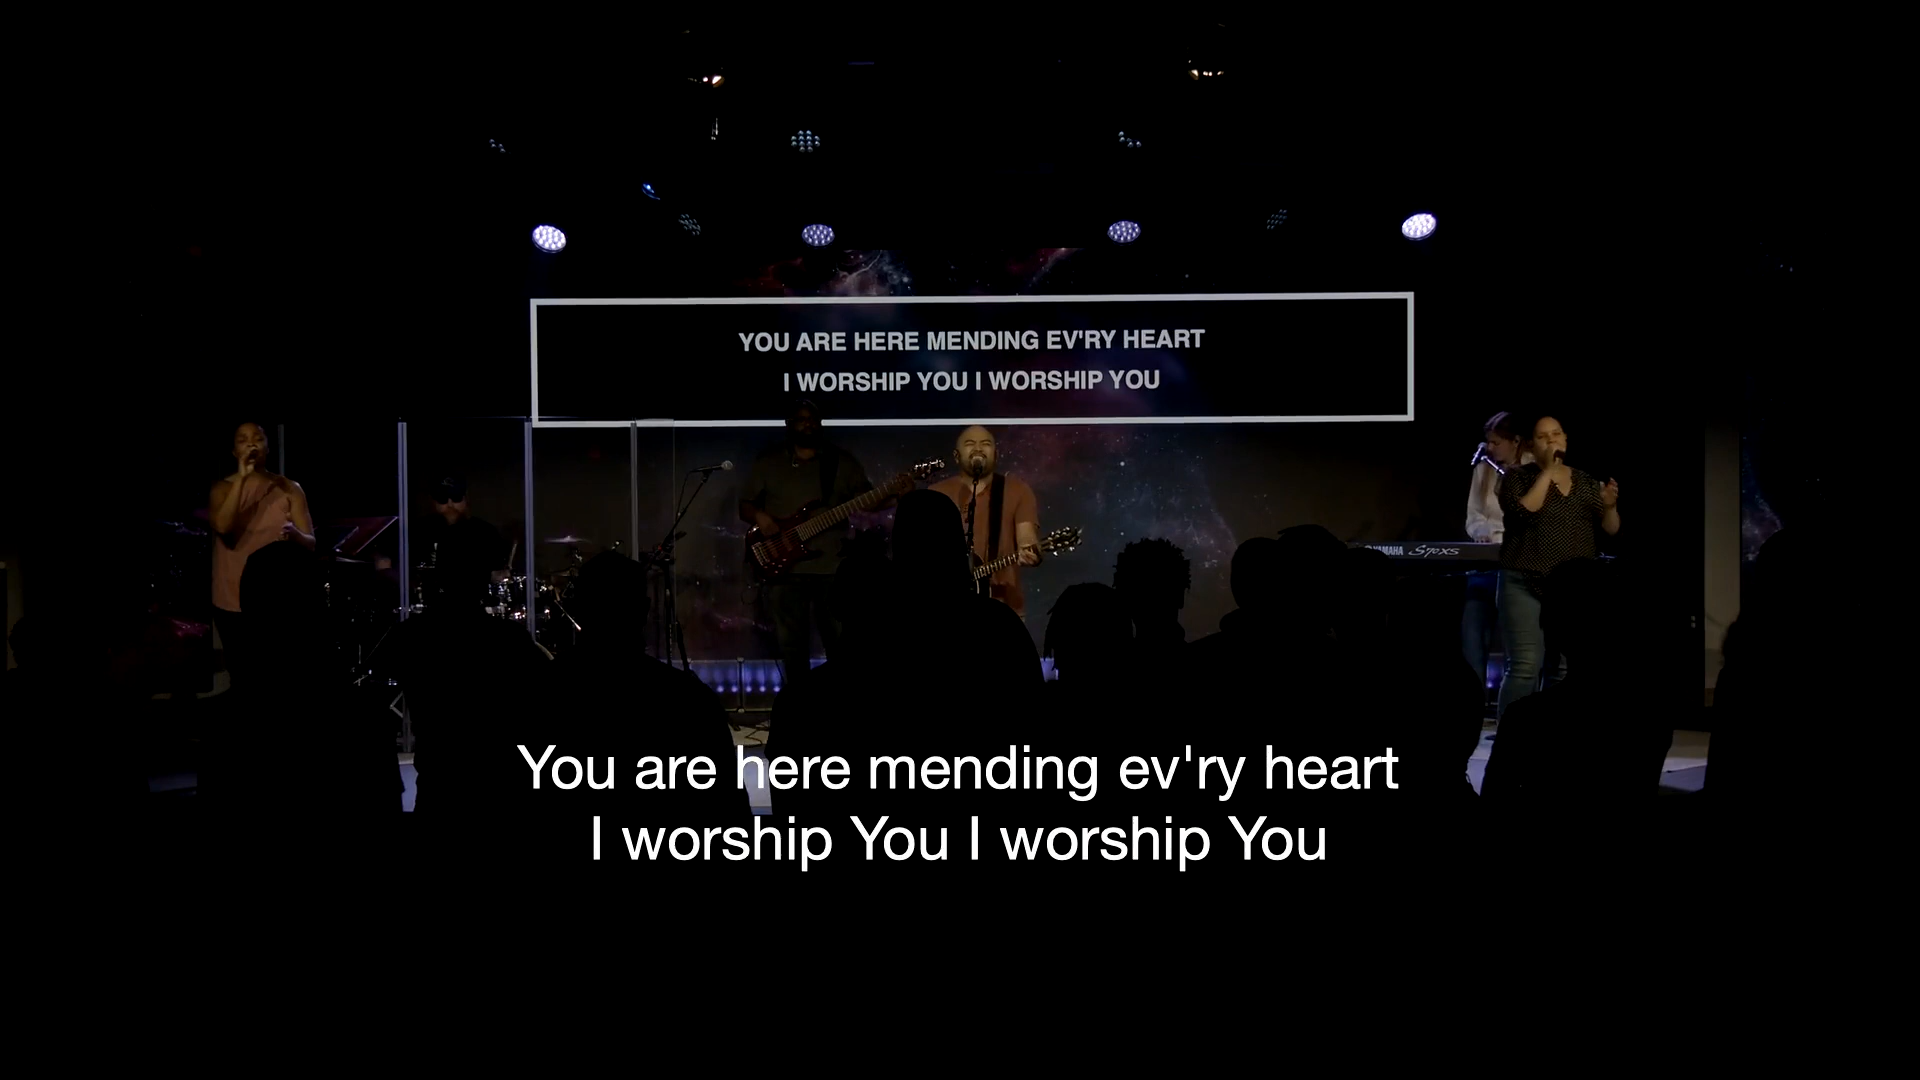 YOU ARE HERE MENDING EV'RY HEART
I WORSHIP YOU I WORSHIP YOU
YAMAHA S70XS
You are here mending ev'ry heart
I worship You I worship You